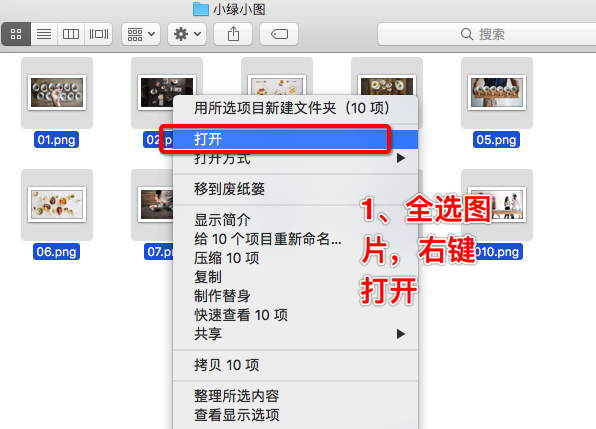 小绿小图
搜索
用所选项目新建文件夹（10 项）
打开
打开方式
移到废纸篓
显示简介
给 10 个项目重新命名...
压缩 10 项
复制
制作替身
快速查看 10 项
共享
拷贝 10 项
整理所选内容
查看显示选项
01.png
02.p
05.png
06.png
07.p
010.png
1、全选图
片，右键
打开